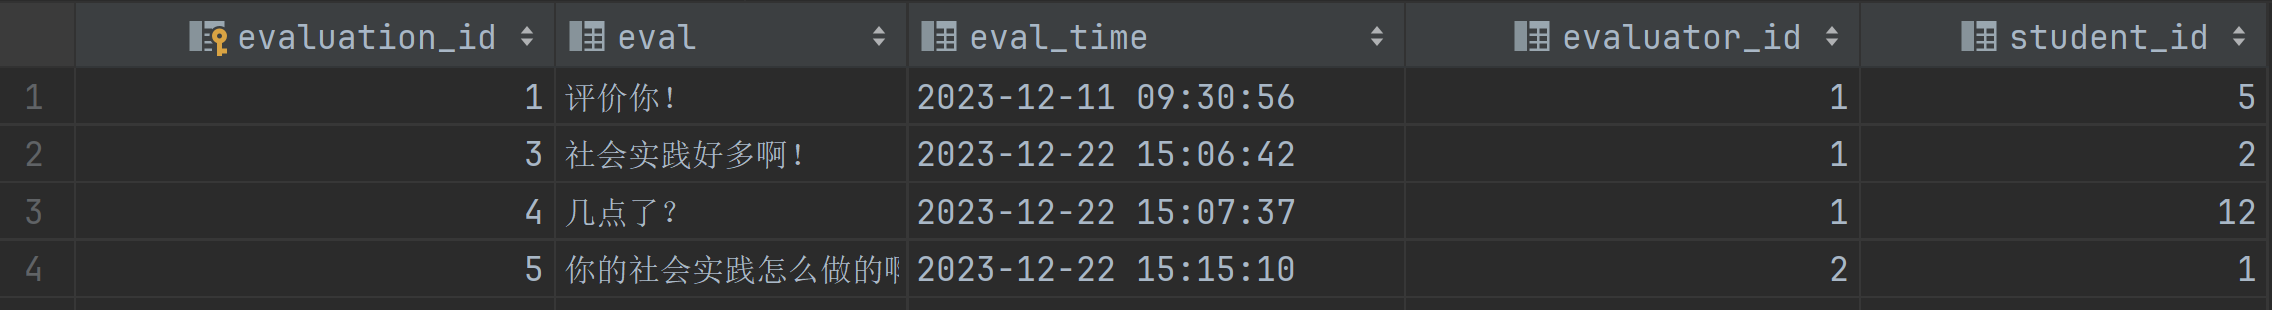 evaluation_id eval eval_time evaluator_id student_id
1 1 评价你! 2023-12-11 09:30:56 1 5
2 3 社会实践好多啊! 2023-12-22 15:06:42 1 2
3 4 几点了? 2023-12-22 15:07:37 1 12
4 5 你的社会实践怎么做的 2023-12-22 15:15:10 2 1